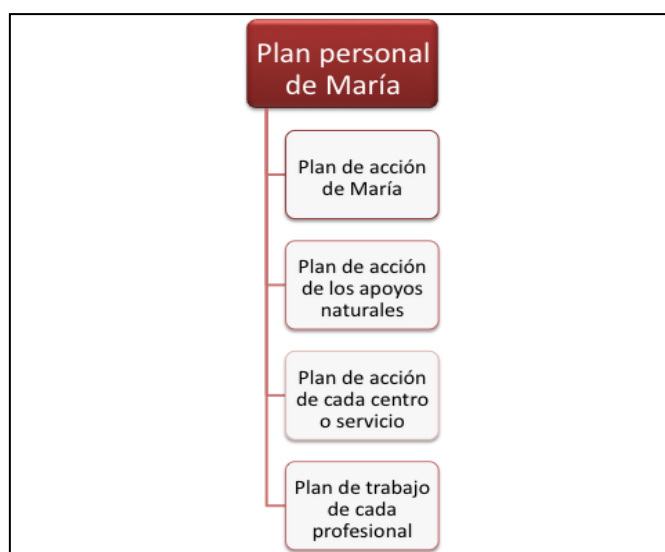 Plan personal
de María
Plan de acción
de María
Plan de acción
de los apoyos
naturales
Plan de acción
de cada centro
o servicio
Plan de trabajo
de cada
profesional